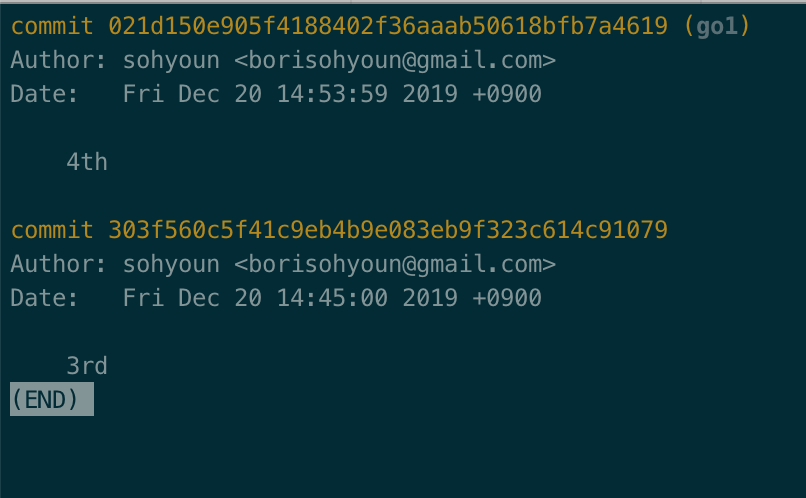 commit 021d150e905f4188402f36aaab50618bfb7a4619 (go1)
Author: sohyoun <borisohyoun@gmail.com>
Date:   Fri Dec 20 14:53:59 2019 +0900
4th
commit 303f560c5f41c9eb4b9e083eb9f323c614c91079
Author: sohyoun <borisohyoun@gmail.com>
Date:   Fri Dec 20 14:45:00 2019 +0900
3rd
(END)